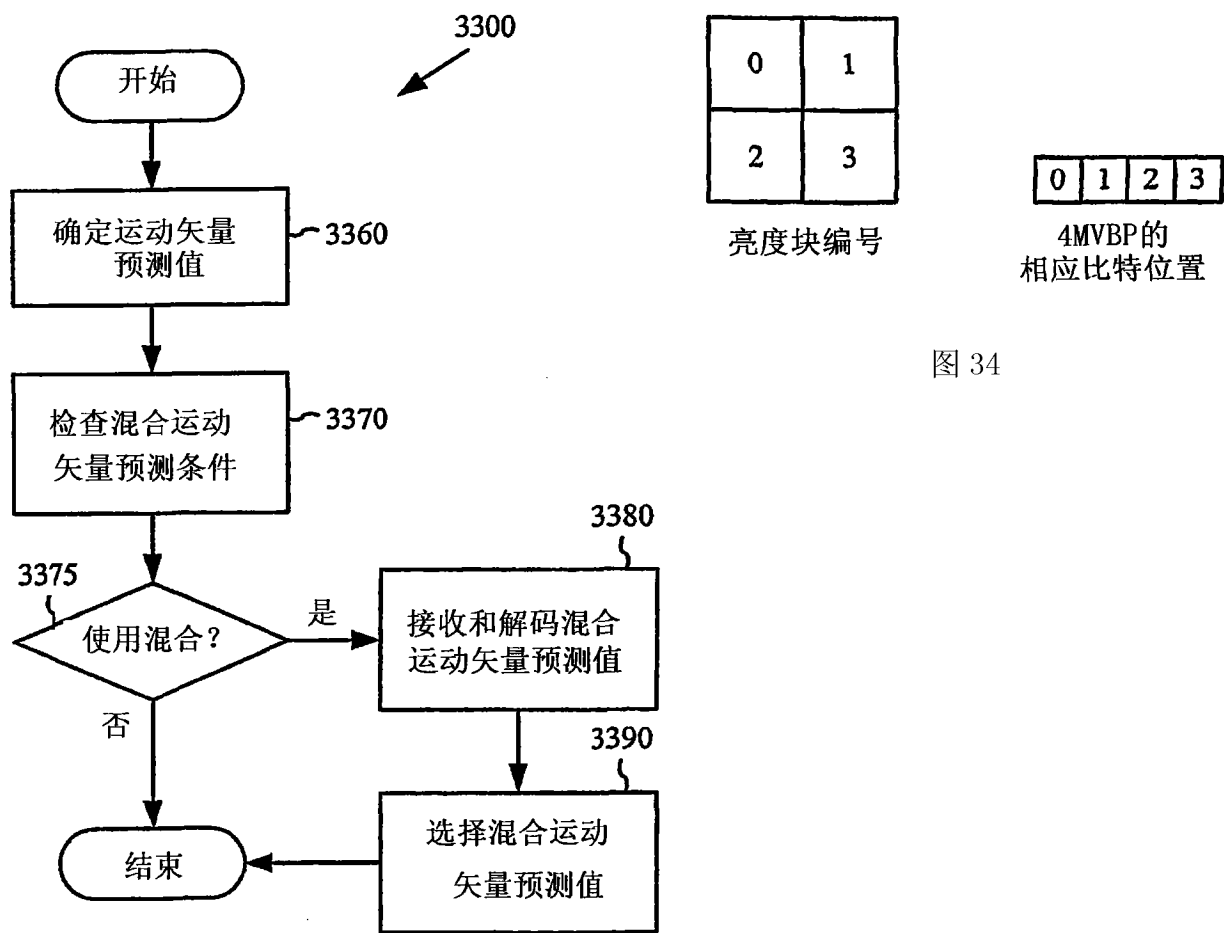 3300
开始
确定运动矢量
预测值
3360
检查混合运动
矢量预测条件
3370
3375
使用混合?
是
否
3380
接收和解码混合
运动矢量预测值
3390
选择混合运动
矢量预测值
结束
0 1
2 3
亮度块编号
0 1 2 3
4MVBP的
相应比特位置
图 34